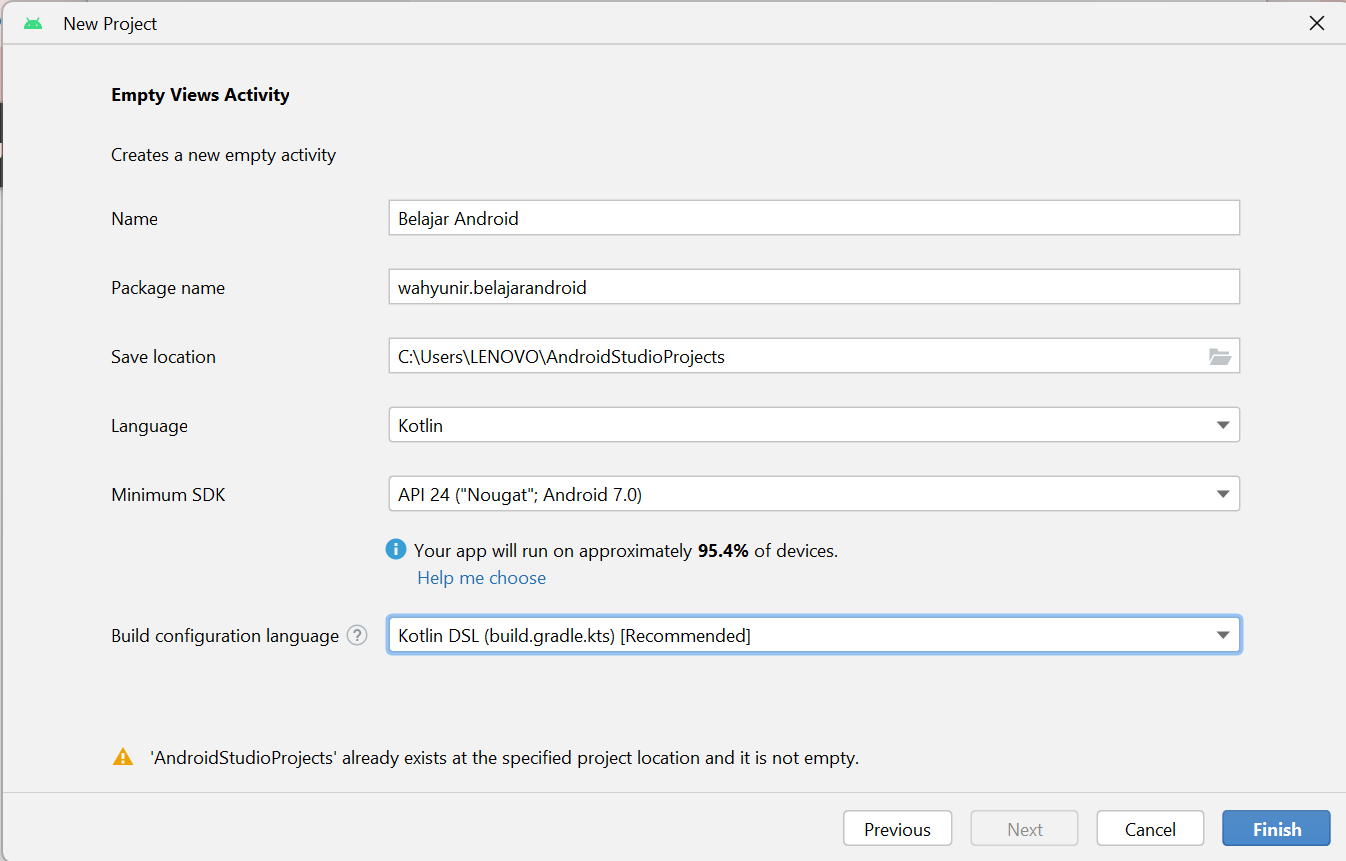 New Project
Empty Views Activity
Creates a new empty activity
Name
Belajar Android
Package name
wahyunir.belajarandroid
Save location
C:\Users\LENOVO\AndroidStudioProjects
Language
Kotlin
Minimum SDK
API 24 ("Nougat"; Android 7.0)
Your app will run on approximately 95.4% of devices.
Help me choose
Build configuration language ?
Kotlin DSL (build.gradle.kts) [Recommended]
'AndroidStudioProjects' already exists at the specified project location and it is not empty.
Previous
Next
Cancel
Finish